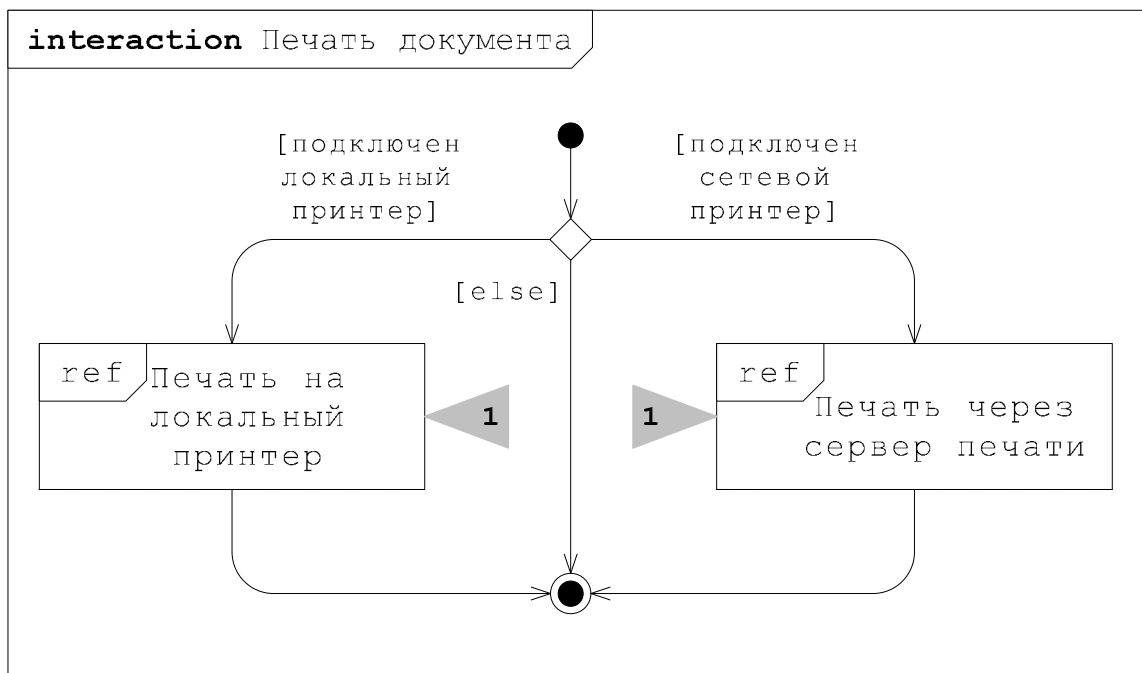 interaction Печать документа
[подключен
локальный
принтер]
[подключен
сетевой
принтер]
[else]
ref
Печать на
локальный
принтер
1
1
ref
Печать через
сервер печати